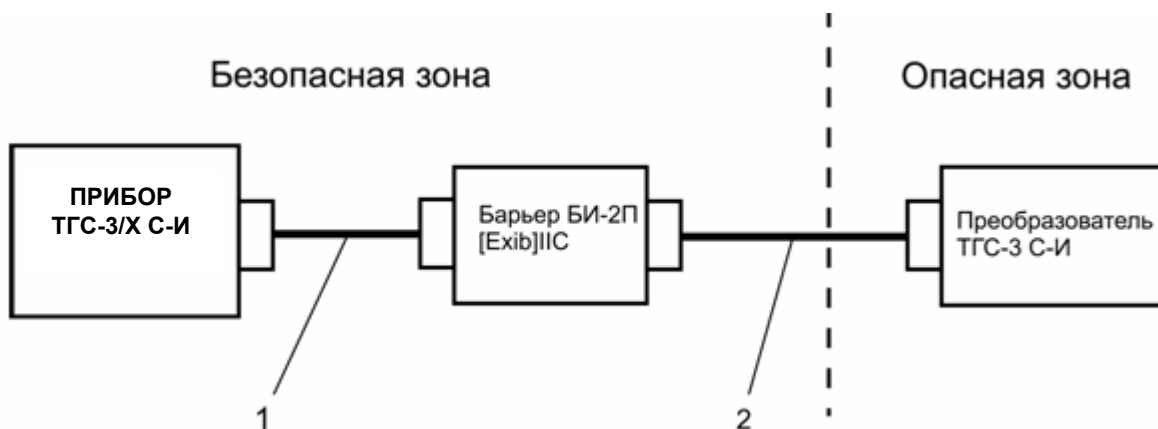 Безопасная зона
Опасная зона
ПРИБОР
ТГС-3/Х С-И
Барьер БИ-2П
[Exib]IIC
Преобразователь
ТГС-3 С-И
1
2